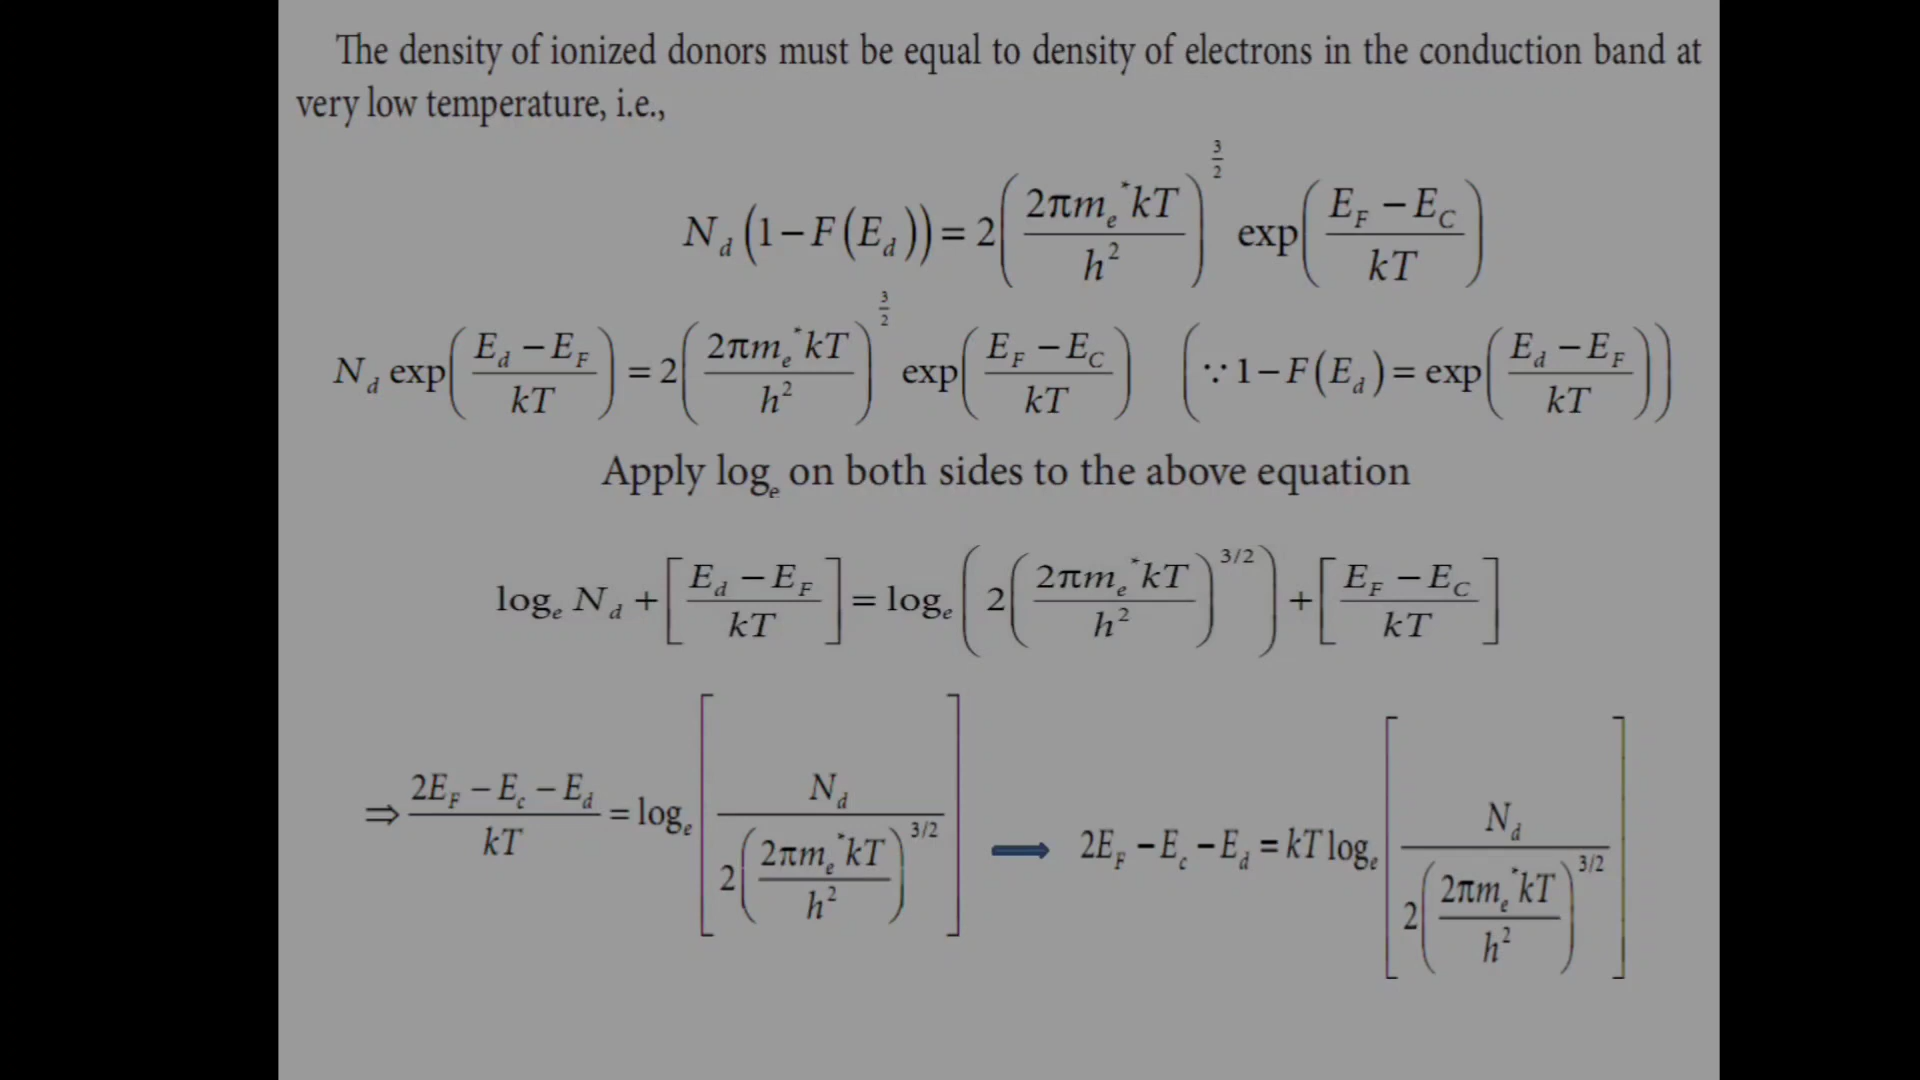 The density of ionized donors must be equal to density of electrons in the conduction band at
very low temperature, i.e.,
N_d (1 − F(E_d)) = 2 (2πm_e* kT / h²)^(3/2) exp((E_F − E_C) / kT)
N_d exp((E_d − E_F) / kT) = 2 (2πm_e* kT / h²)^(3/2) exp((E_F − E_C) / kT) (∵ 1 − F(E_d) = exp((E_d − E_F) / kT))
Apply log_e on both sides to the above equation
log_e N_d + [(E_d − E_F) / kT] = log_e (2 (2πm_e* kT / h²)^(3/2)) + [(E_F − E_C) / kT]
⇒ (2E_F − E_c − E_d) / kT = log_e [N_d / (2 (2πm_e* kT / h²)^(3/2))] ⟹ 2E_F − E_c − E_d = kT log_e [N_d / (2 (2πm_e* kT / h²)^(3/2))]